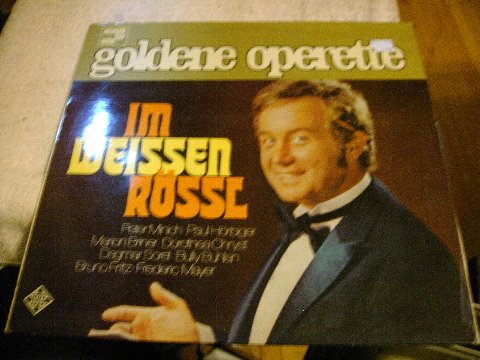 goldene operette
IM
WEISSEN
RÖSSL
Peter Minich · Paul Hörbiger
Marion Briner · Dorothea Chryst
Dagmar Sorel · Bully Buhlan
Bruno Fritz · Frederic Mayer